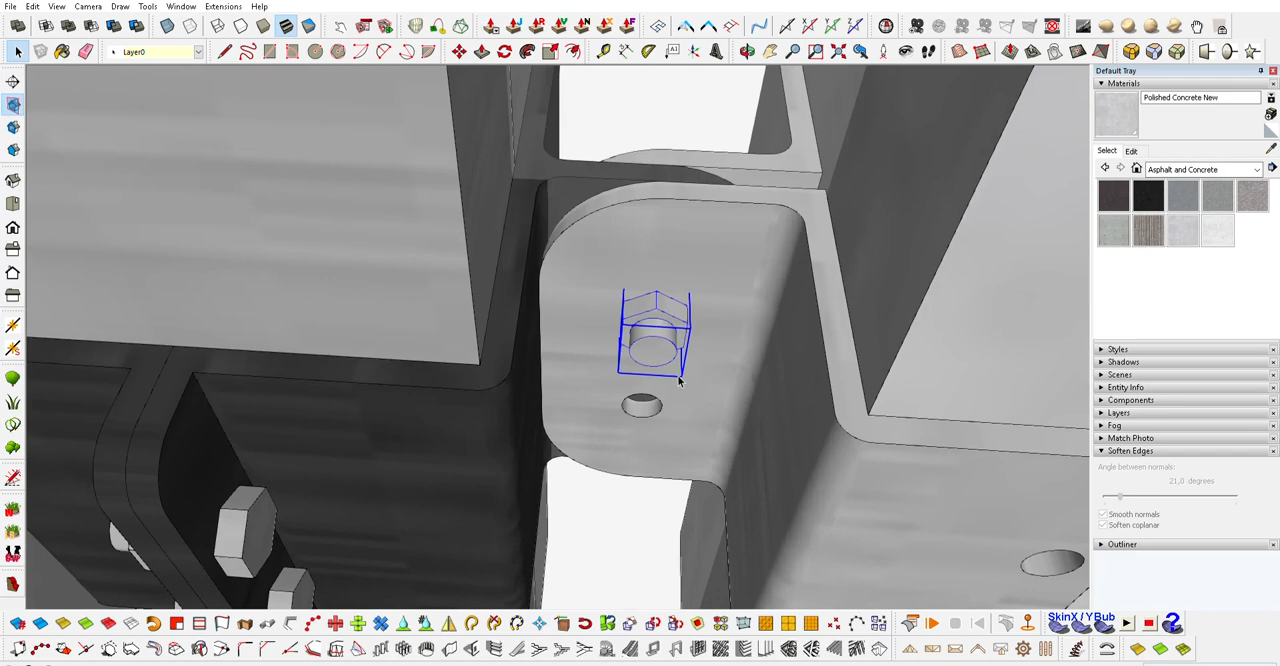 File Edit View Camera Draw Tools Window Extensions Help
Layer0
J R V N X F
A1
Default Tray
Materials
Polished Concrete New
Select Edit
Asphalt and Concrete
Styles
Shadows
Scenes
Entity Info
Components
Layers
Fog
Match Photo
Soften Edges
Angle between normals:
21,0 degrees
Smooth normals
Soften coplanar
Outliner
SkinX / YBub